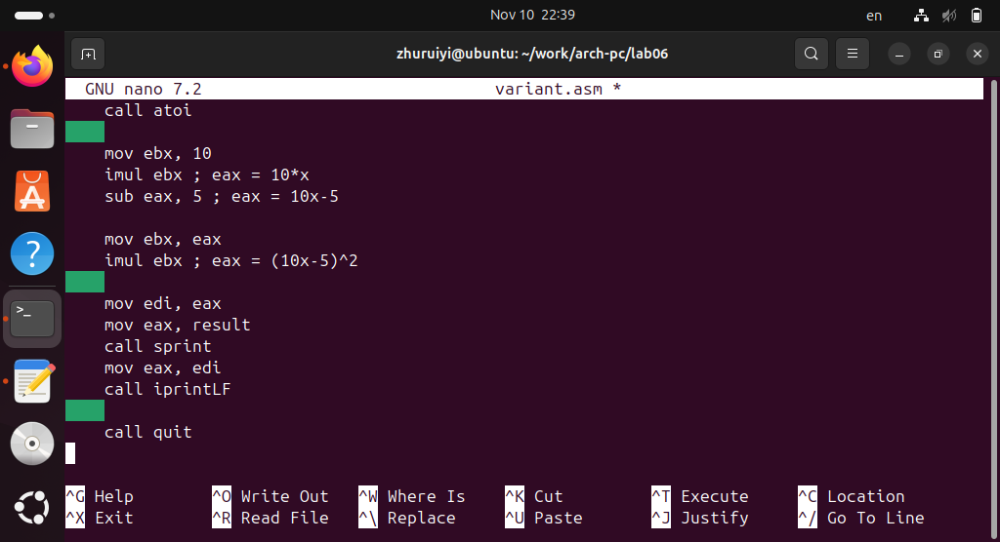 Nov 10 22:39
en
zhuruiyi@ubuntu: ~/work/arch-pc/lab06
GNU nano 7.2 variant.asm *
call atoi
mov ebx, 10
imul ebx ; eax = 10*x
sub eax, 5 ; eax = 10x-5
mov ebx, eax
imul ebx ; eax = (10x-5)^2
mov edi, eax
mov eax, result
call sprint
mov eax, edi
call iprintLF
call quit
^G Help ^O Write Out ^W Where Is ^K Cut ^T Execute ^C Location
^X Exit ^R Read File ^\ Replace ^U Paste ^J Justify ^/ Go To Line